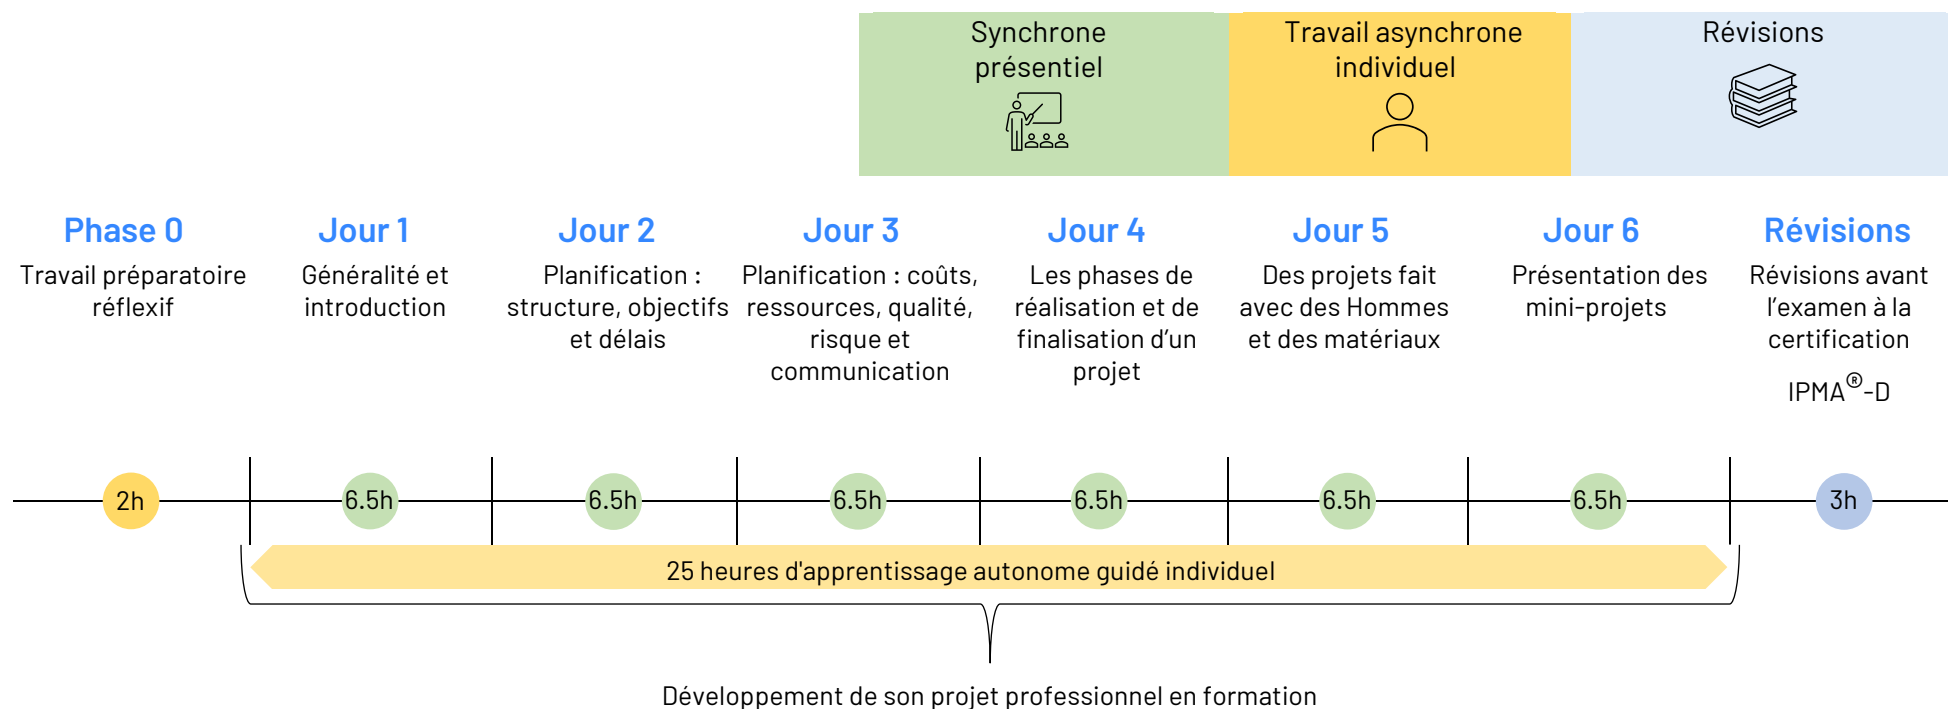 Synchrone
présentiel
Travail asynchrone
individuel
Révisions
Phase 0
Travail préparatoire
réflexif
Jour 1
Généralité et
introduction
Jour 2
Planification :
structure, objectifs
et délais
Jour 3
Planification : coûts,
ressources, qualité,
risque et
communication
Jour 4
Les phases de
réalisation et de
finalisation d'un
projet
Jour 5
Des projets fait
avec des Hommes
et des matériaux
Jour 6
Présentation des
mini-projets
Révisions
Révisions avant
l'examen à la
certification
IPMA®-D
2h
6.5h
6.5h
6.5h
6.5h
6.5h
6.5h
3h
25 heures d'apprentissage autonome guidé individuel
Développement de son projet professionnel en formation